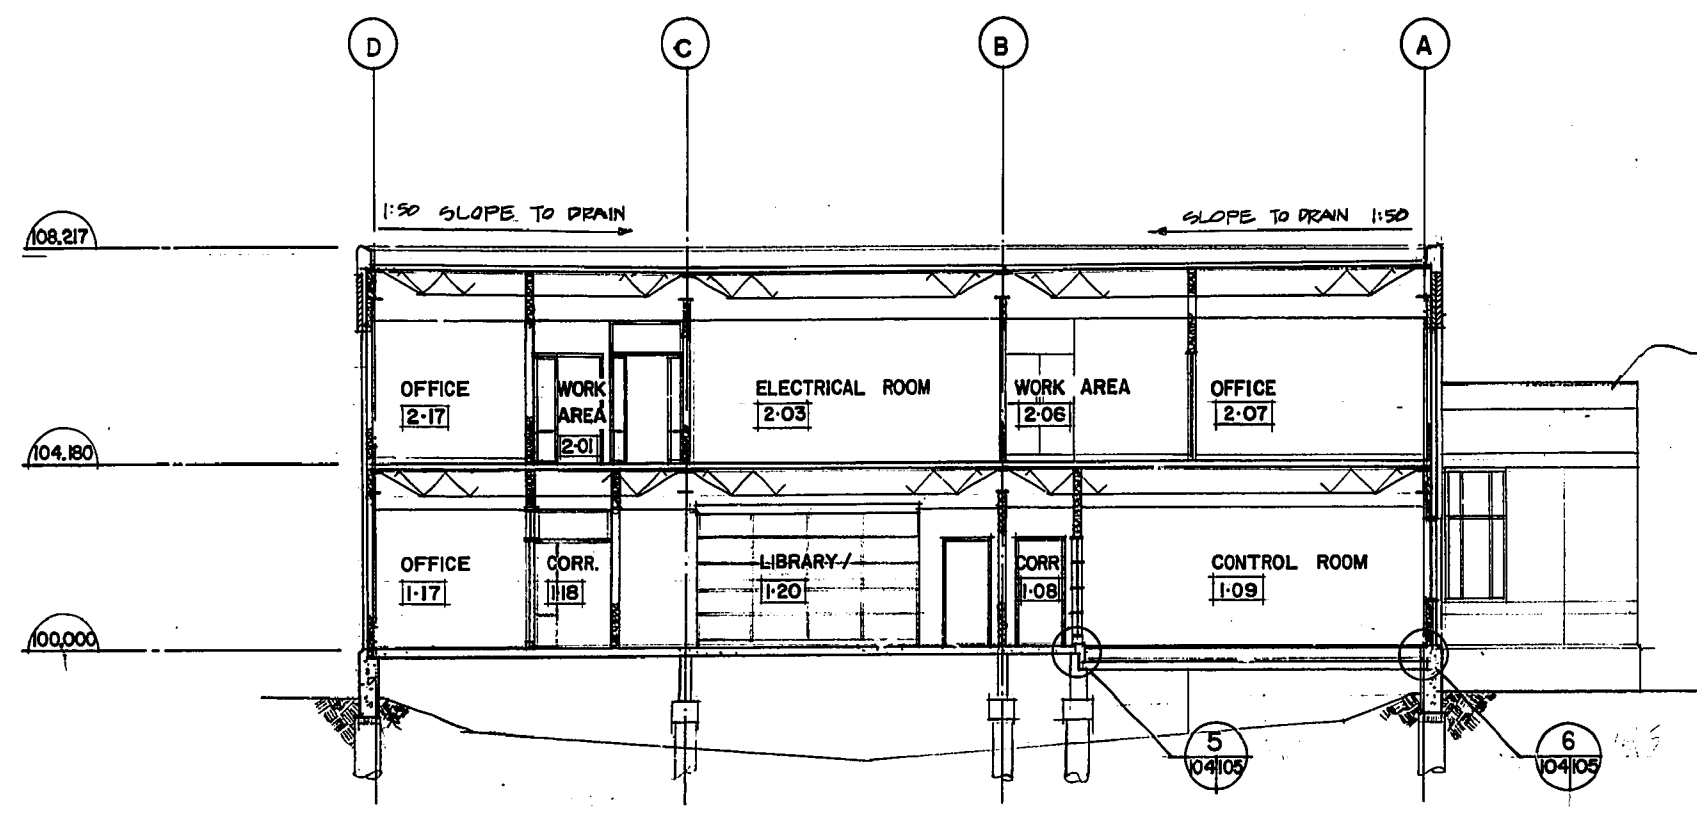 D
C
B
A
1:50 SLOPE TO DRAIN
SLOPE TO DRAIN 1:50
108.217
OFFICE
2·17
WORK
AREA
2·01
ELECTRICAL ROOM
2·03
WORK AREA
2·06
OFFICE
2·07
104.180
OFFICE
1·17
CORR.
1·18
LIBRARY/
1·20
CORR
1·08
CONTROL ROOM
1·09
100,000
5
104 105
6
104 105